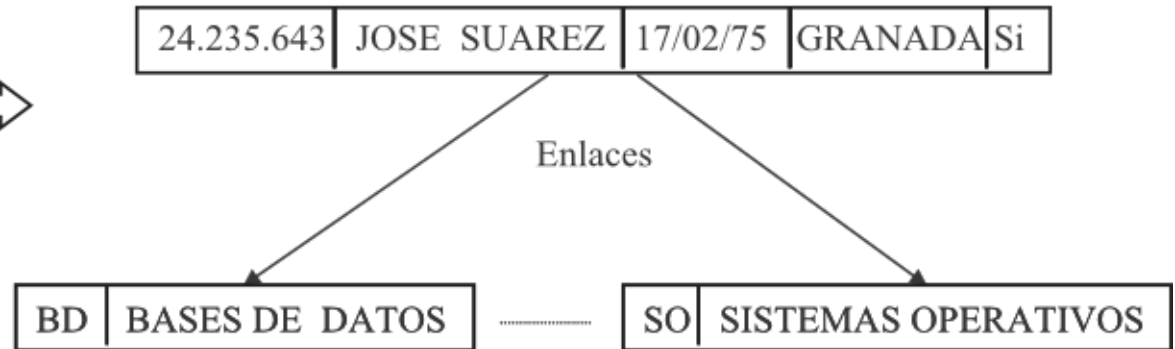 24.235.643 JOSE SUAREZ 17/02/75 GRANADA Si
Enlaces
BD BASES DE DATOS SO SISTEMAS OPERATIVOS